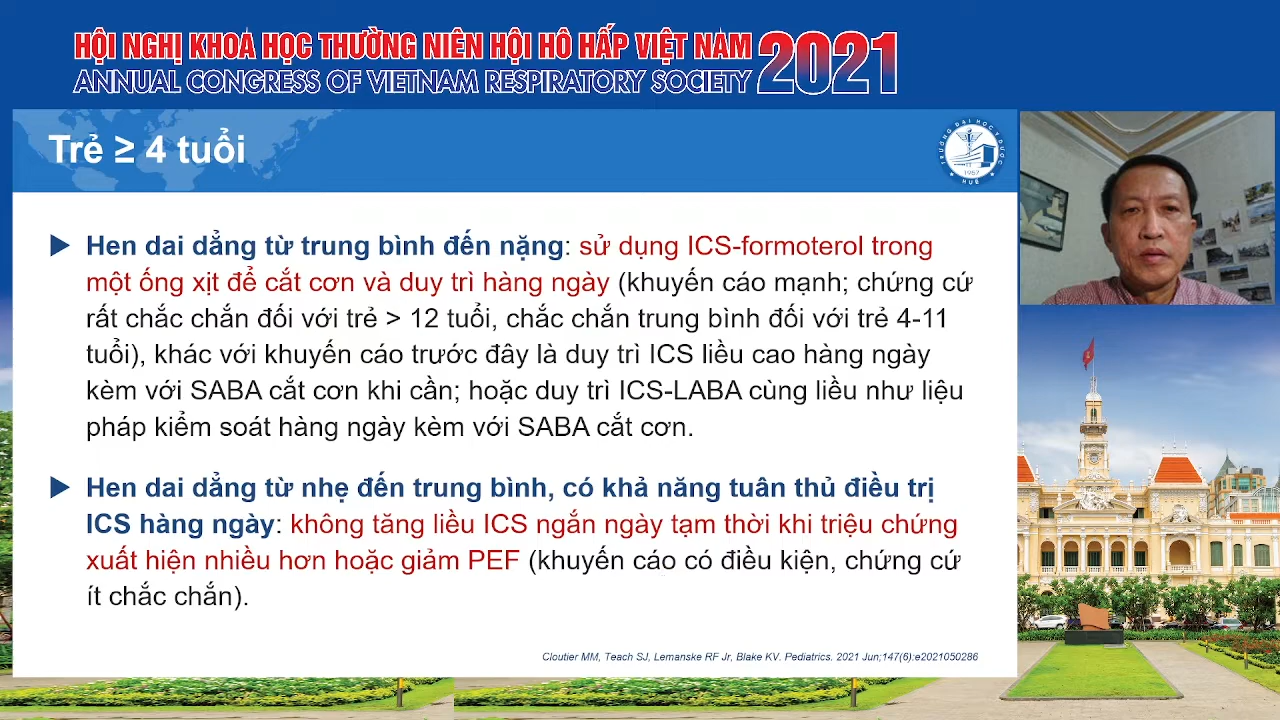 HỘI NGHỊ KHOA HỌC THƯỜNG NIÊN HỘI HÔ HẤP VIỆT NAM 2021
ANNUAL CONGRESS OF VIETNAM RESPIRATORY SOCIETY
Trẻ ≥ 4 tuổi
TRƯỜNG ĐẠI HỌC Y DƯỢC
1957
HUẾ
Hen dai dẳng từ trung bình đến nặng: sử dụng ICS-formoterol trong
một ống xịt để cắt cơn và duy trì hàng ngày (khuyến cáo mạnh; chứng cứ
rất chắc chắn đối với trẻ > 12 tuổi, chắc chắn trung bình đối với trẻ 4-11
tuổi), khác với khuyến cáo trước đây là duy trì ICS liều cao hàng ngày
kèm với SABA cắt cơn khi cần; hoặc duy trì ICS-LABA cùng liều như liệu
pháp kiểm soát hàng ngày kèm với SABA cắt cơn.
Hen dai dẳng từ nhẹ đến trung bình, có khả năng tuân thủ điều trị
ICS hàng ngày: không tăng liều ICS ngắn ngày tạm thời khi triệu chứng
xuất hiện nhiều hơn hoặc giảm PEF (khuyến cáo có điều kiện, chứng cứ
ít chắc chắn).
Cloutier MM, Teach SJ, Lemanske RF Jr, Blake KV. Pediatrics. 2021 Jun;147(6):e2021050286